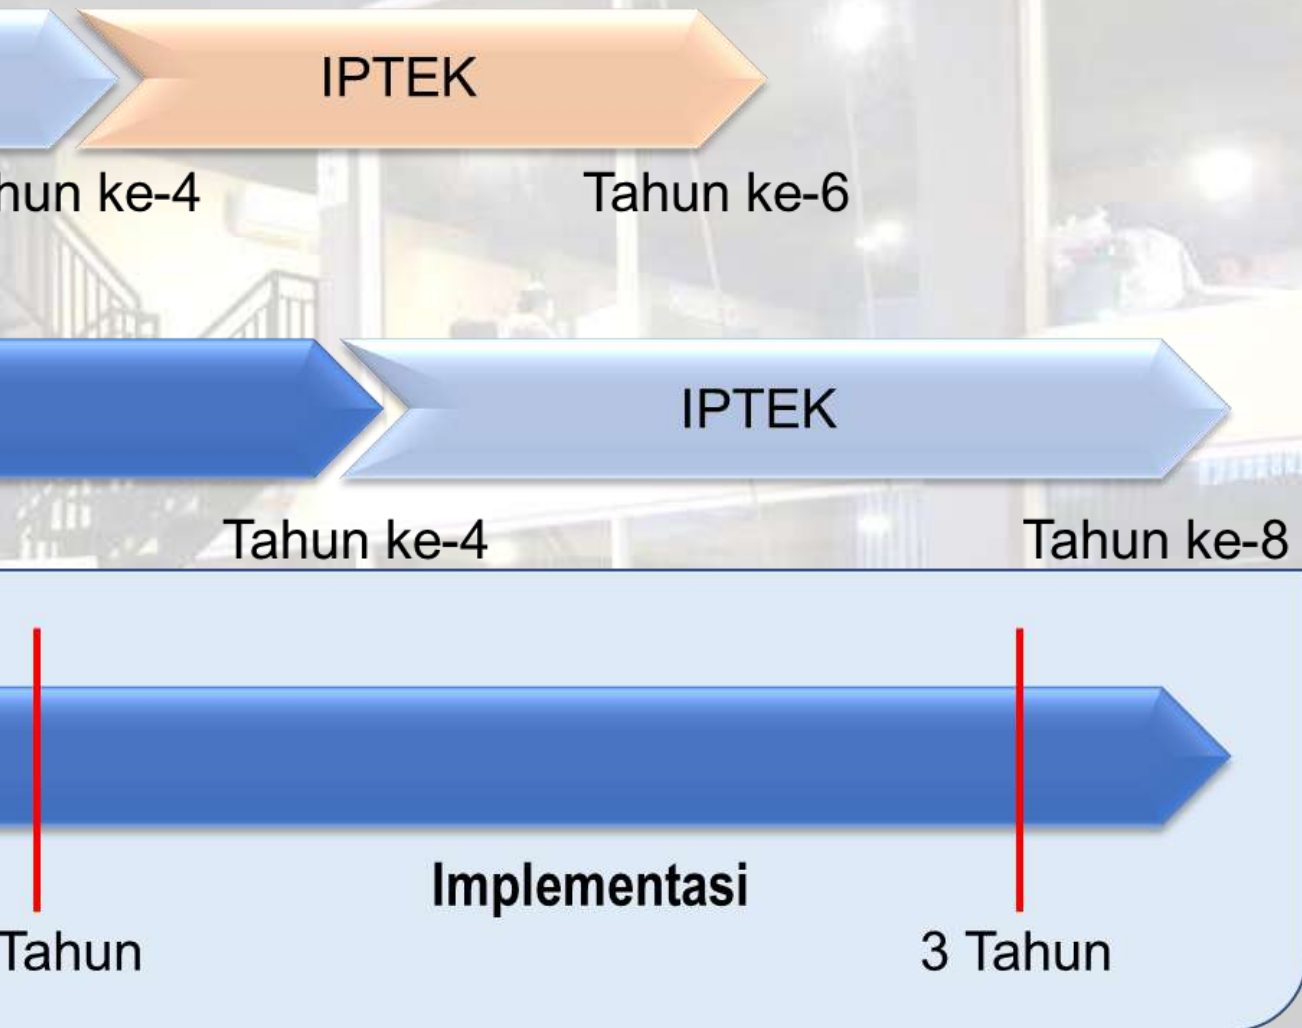 IPTEK
hun ke-4 Tahun ke-6
IPTEK
Tahun ke-4 Tahun ke-8
Implementasi
Tahun 3 Tahun